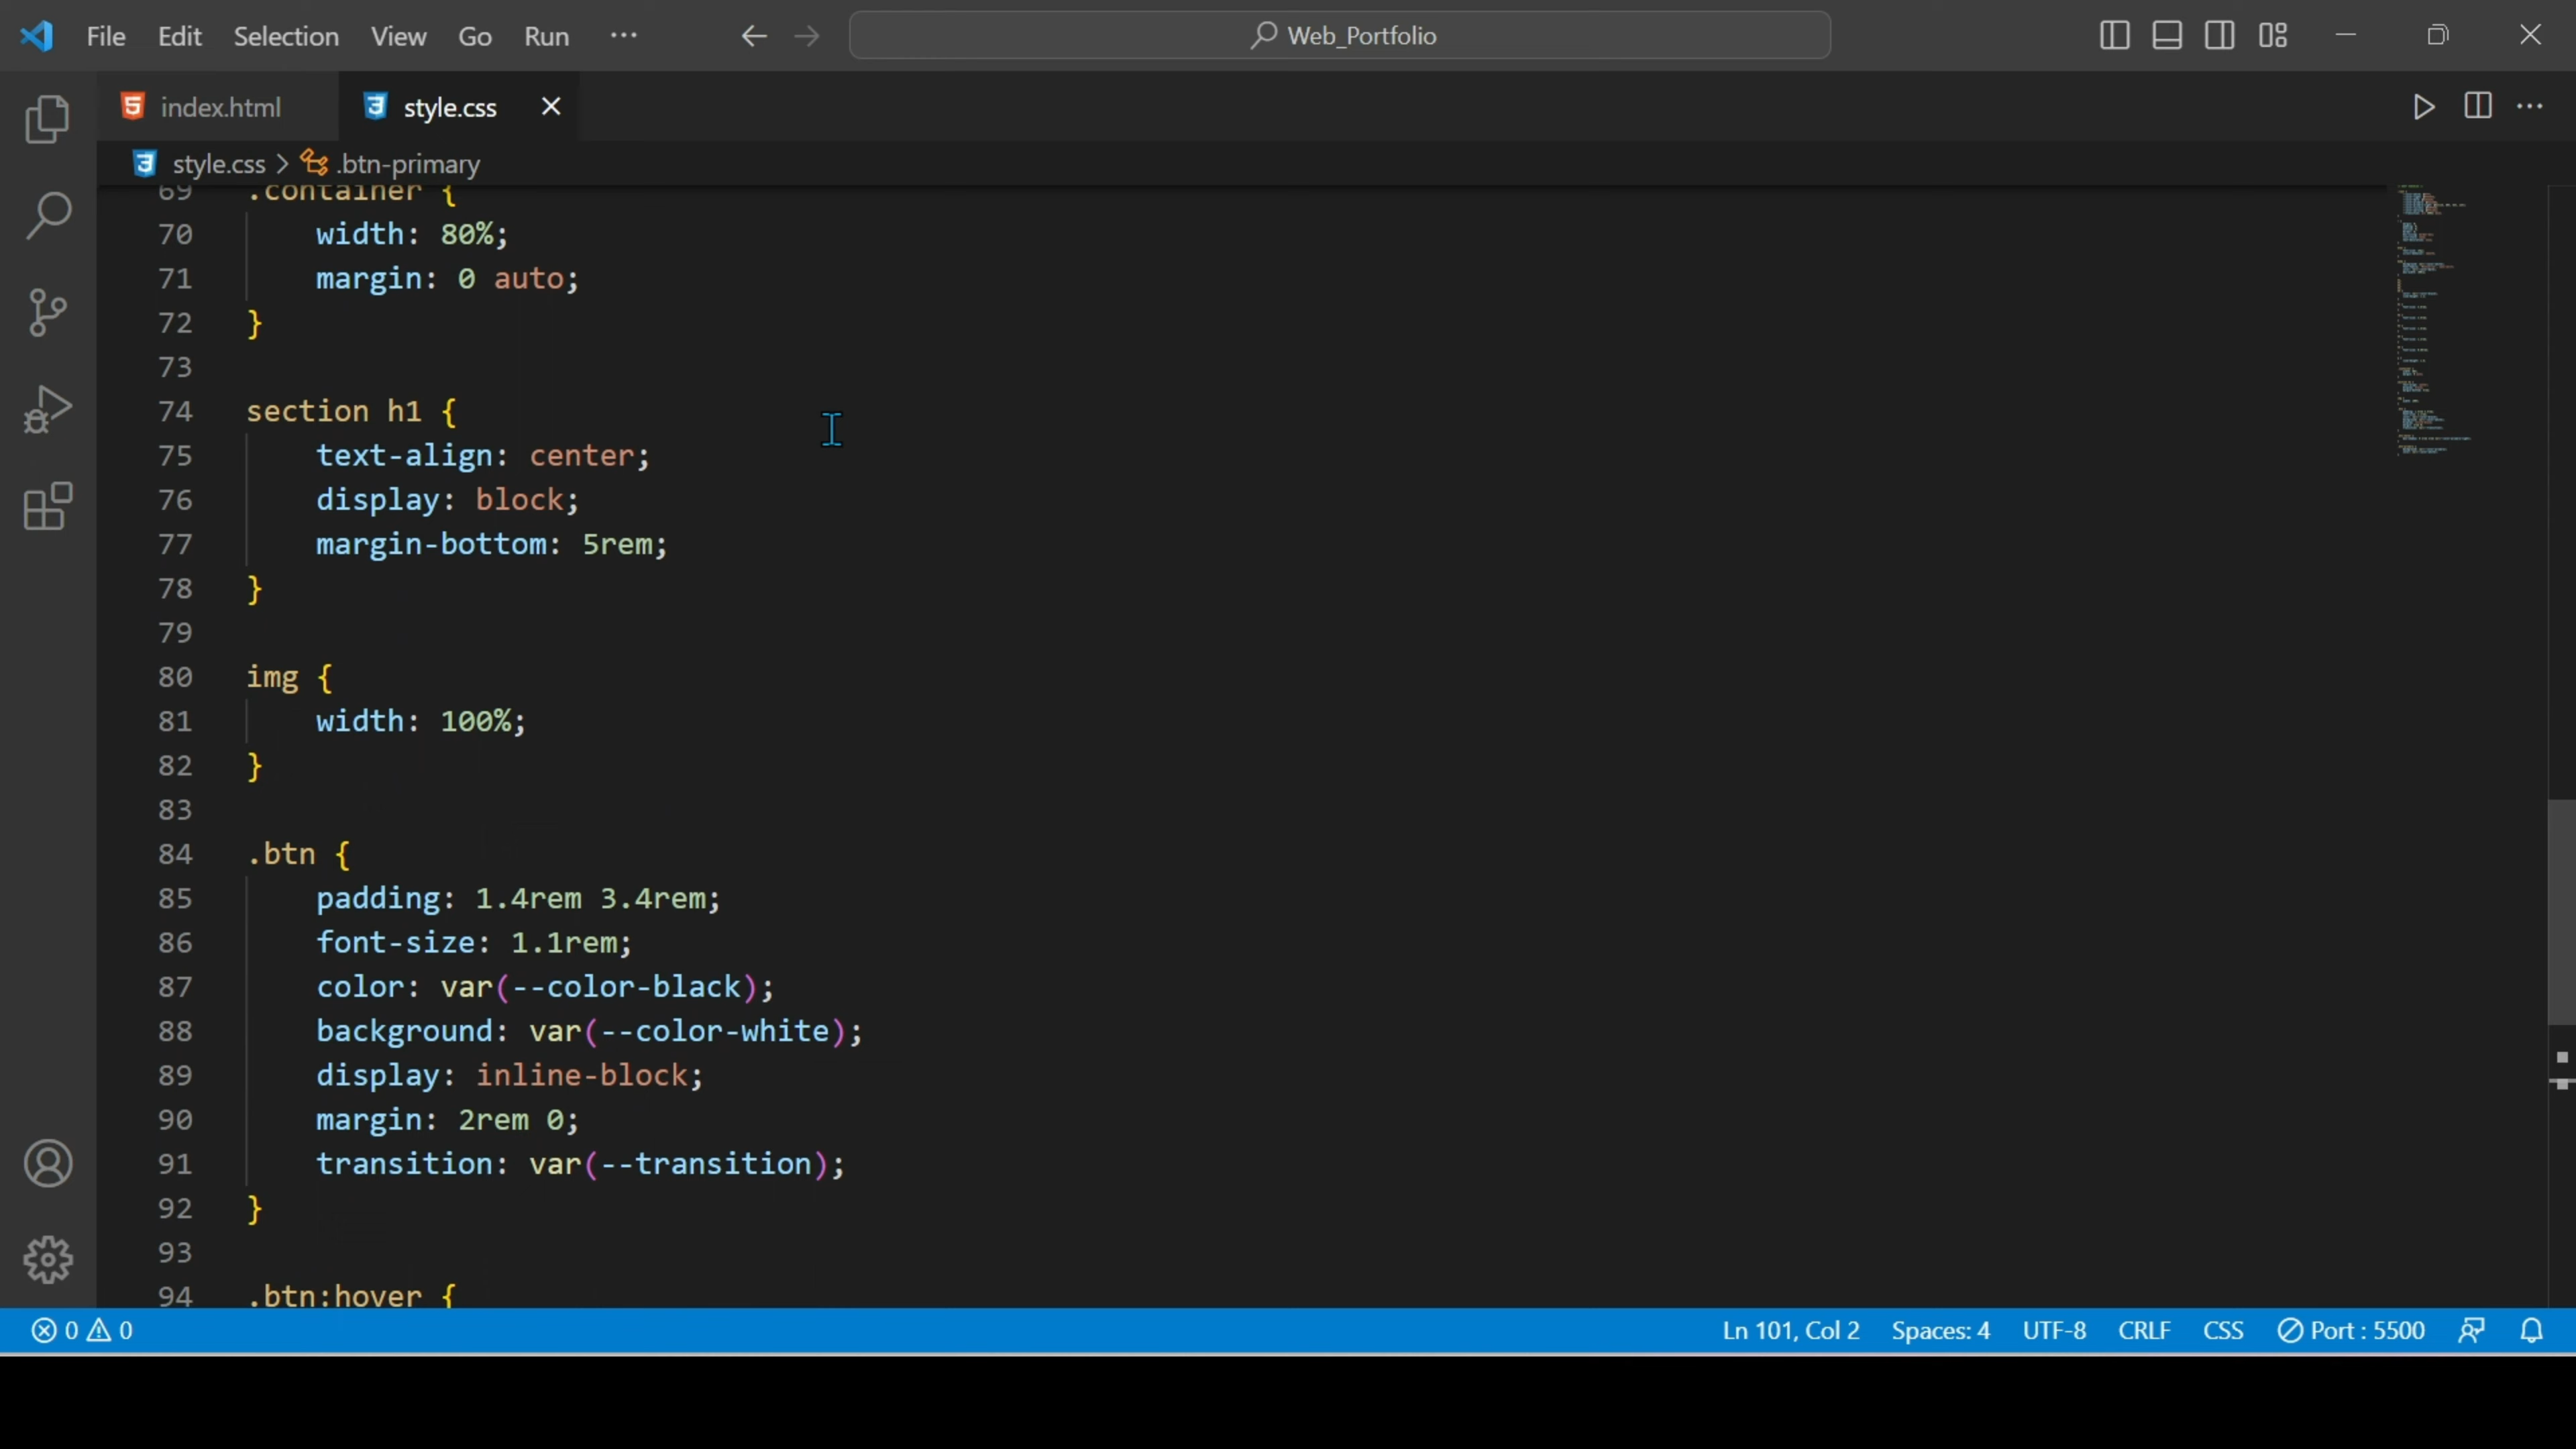 File Edit Selection View Go Run ··· Web_Portfolio
index.html style.css
style.css > .btn-primary
69 .container {
70 width: 80%;
71 margin: 0 auto;
72 }
73
74 section h1 {
75 text-align: center;
76 display: block;
77 margin-bottom: 5rem;
78 }
79
80 img {
81 width: 100%;
82 }
83
84 .btn {
85 padding: 1.4rem 3.4rem;
86 font-size: 1.1rem;
87 color: var(--color-black);
88 background: var(--color-white);
89 display: inline-block;
90 margin: 2rem 0;
91 transition: var(--transition);
92 }
93
94 .btn:hover {
0 0 Ln 101, Col 2 Spaces: 4 UTF-8 CRLF CSS Port : 5500